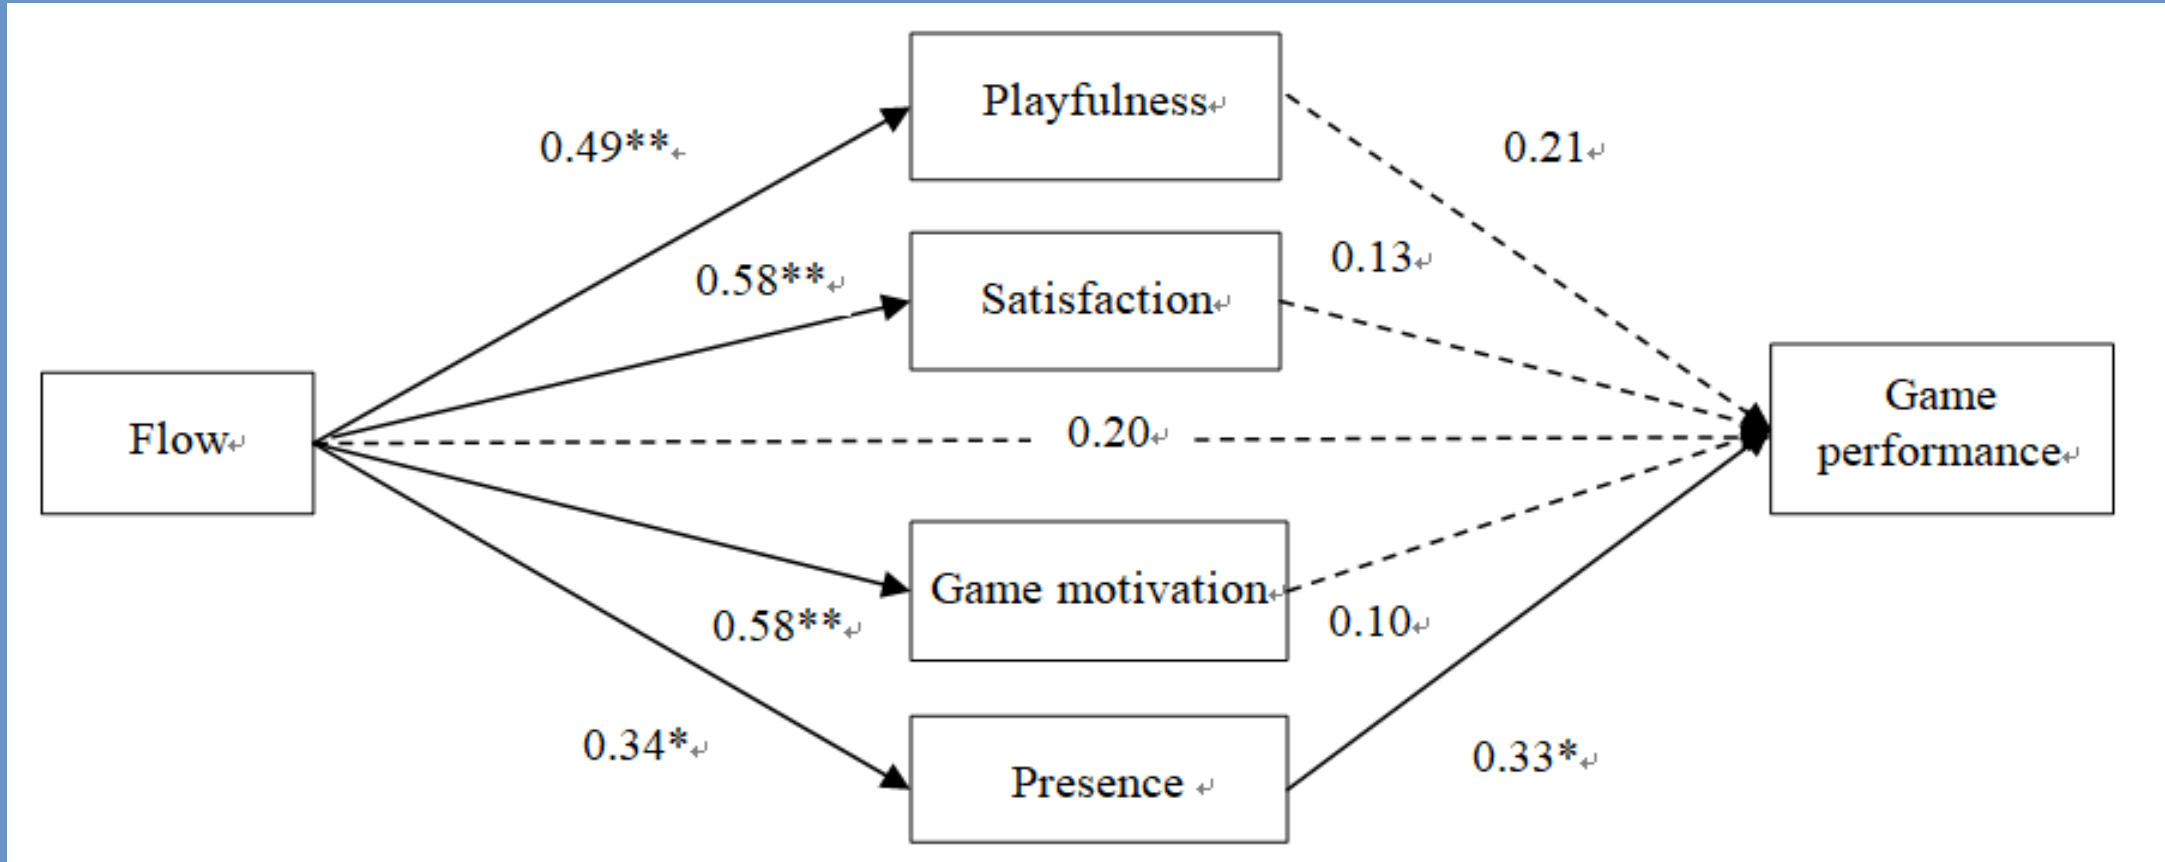 Playfulness
0.49**
0.21
0.58**
Satisfaction
0.13
Flow
0.20
Game
performance
Game motivation
0.58**
0.10
0.34*
Presence
0.33*